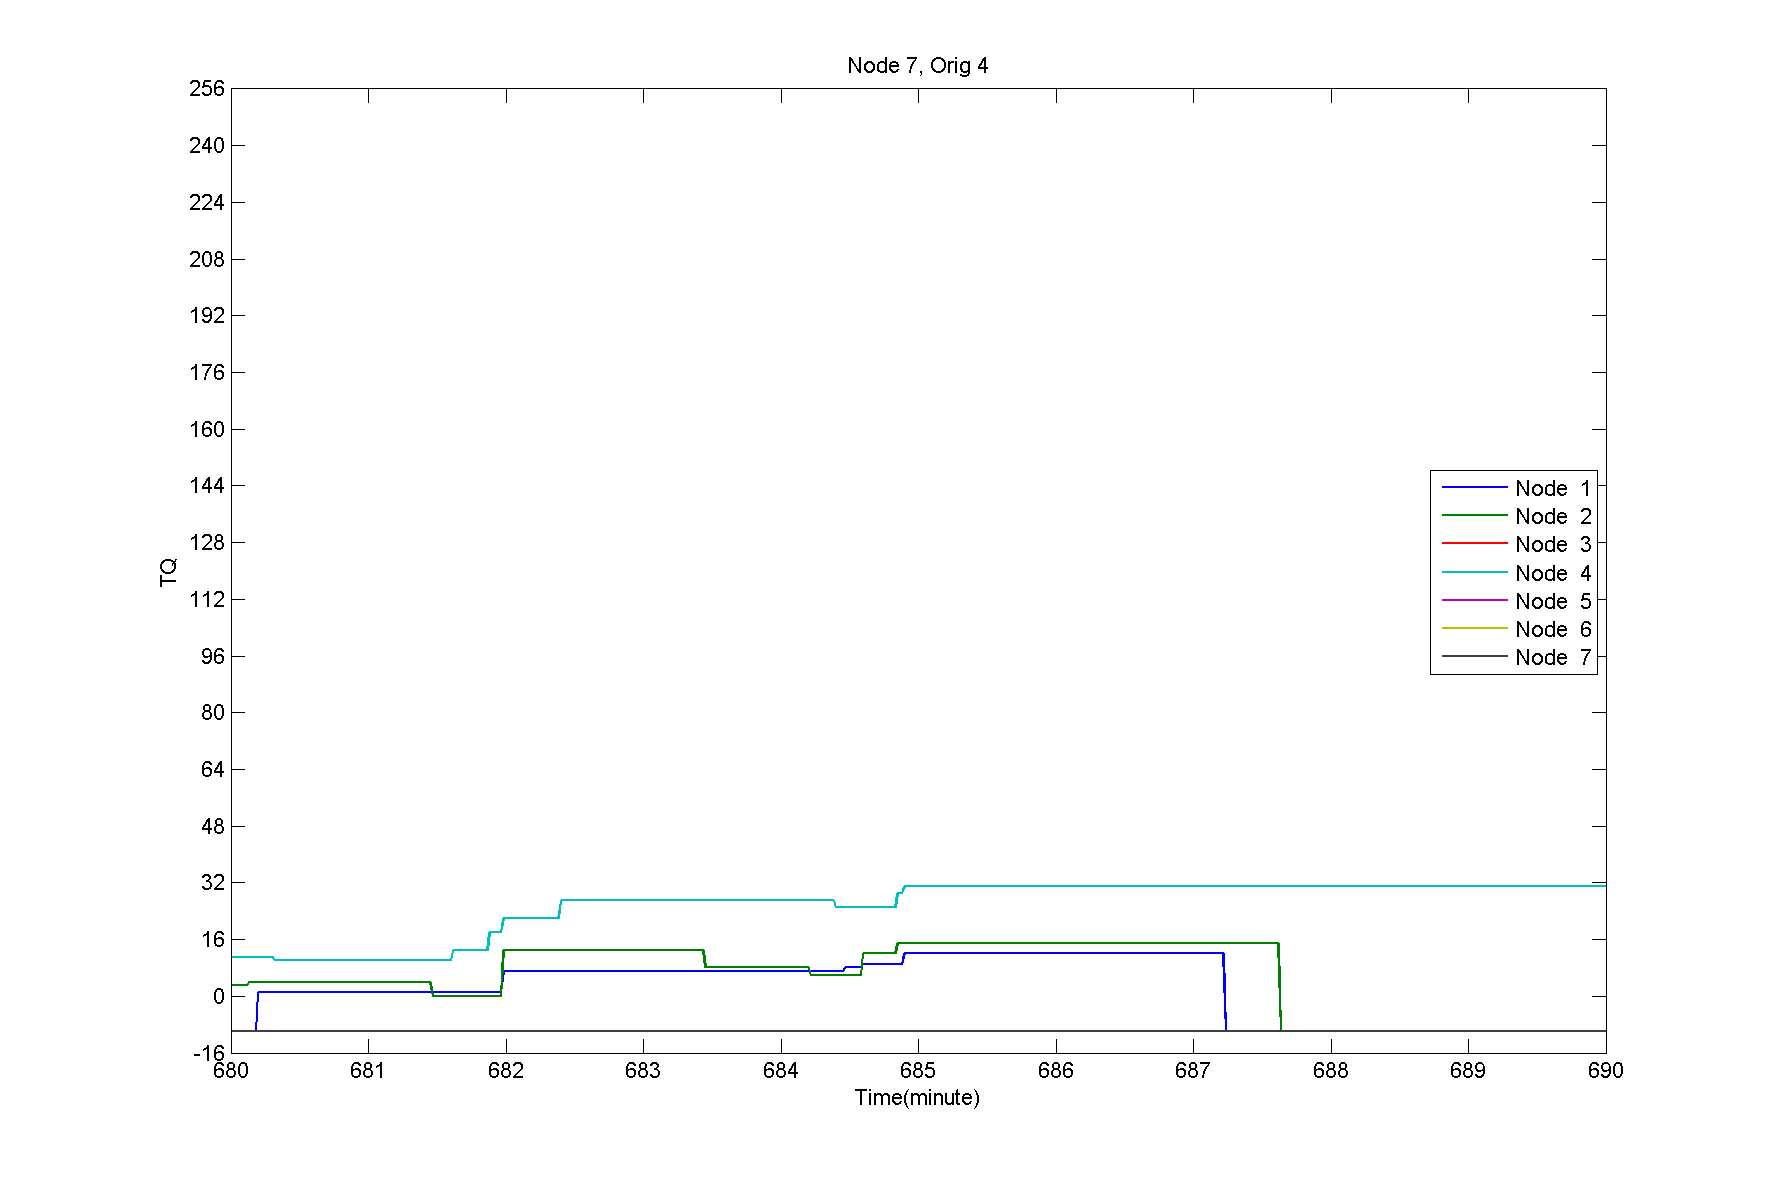 Node 7, Orig 4
256
240
224
208
192
176
160
144
128
112
96
80
64
48
32
16
0
-16
TQ
Node 1
Node 2
Node 3
Node 4
Node 5
Node 6
Node 7
680 681 682 683 684 685 686 687 688 689 690
Time(minute)